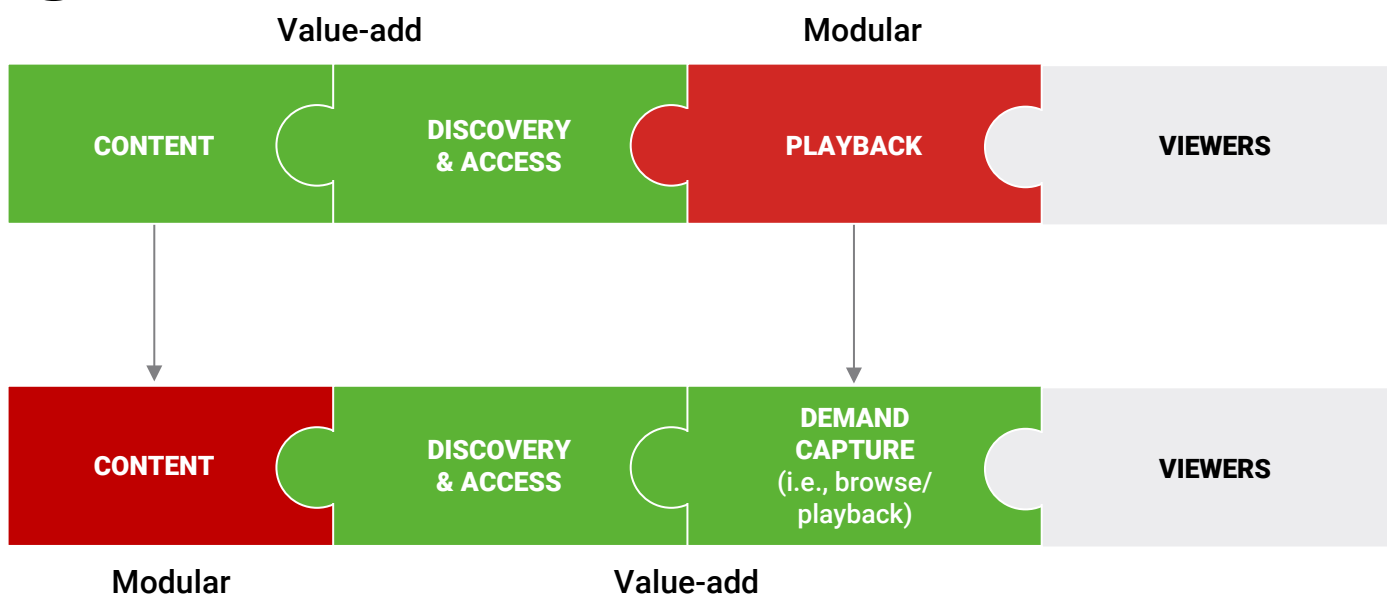 Value-add
Modular
CONTENT
DISCOVERY
& ACCESS
PLAYBACK
VIEWERS
CONTENT
DISCOVERY
& ACCESS
DEMAND
CAPTURE
(i.e., browse/
playback)
VIEWERS
Modular
Value-add